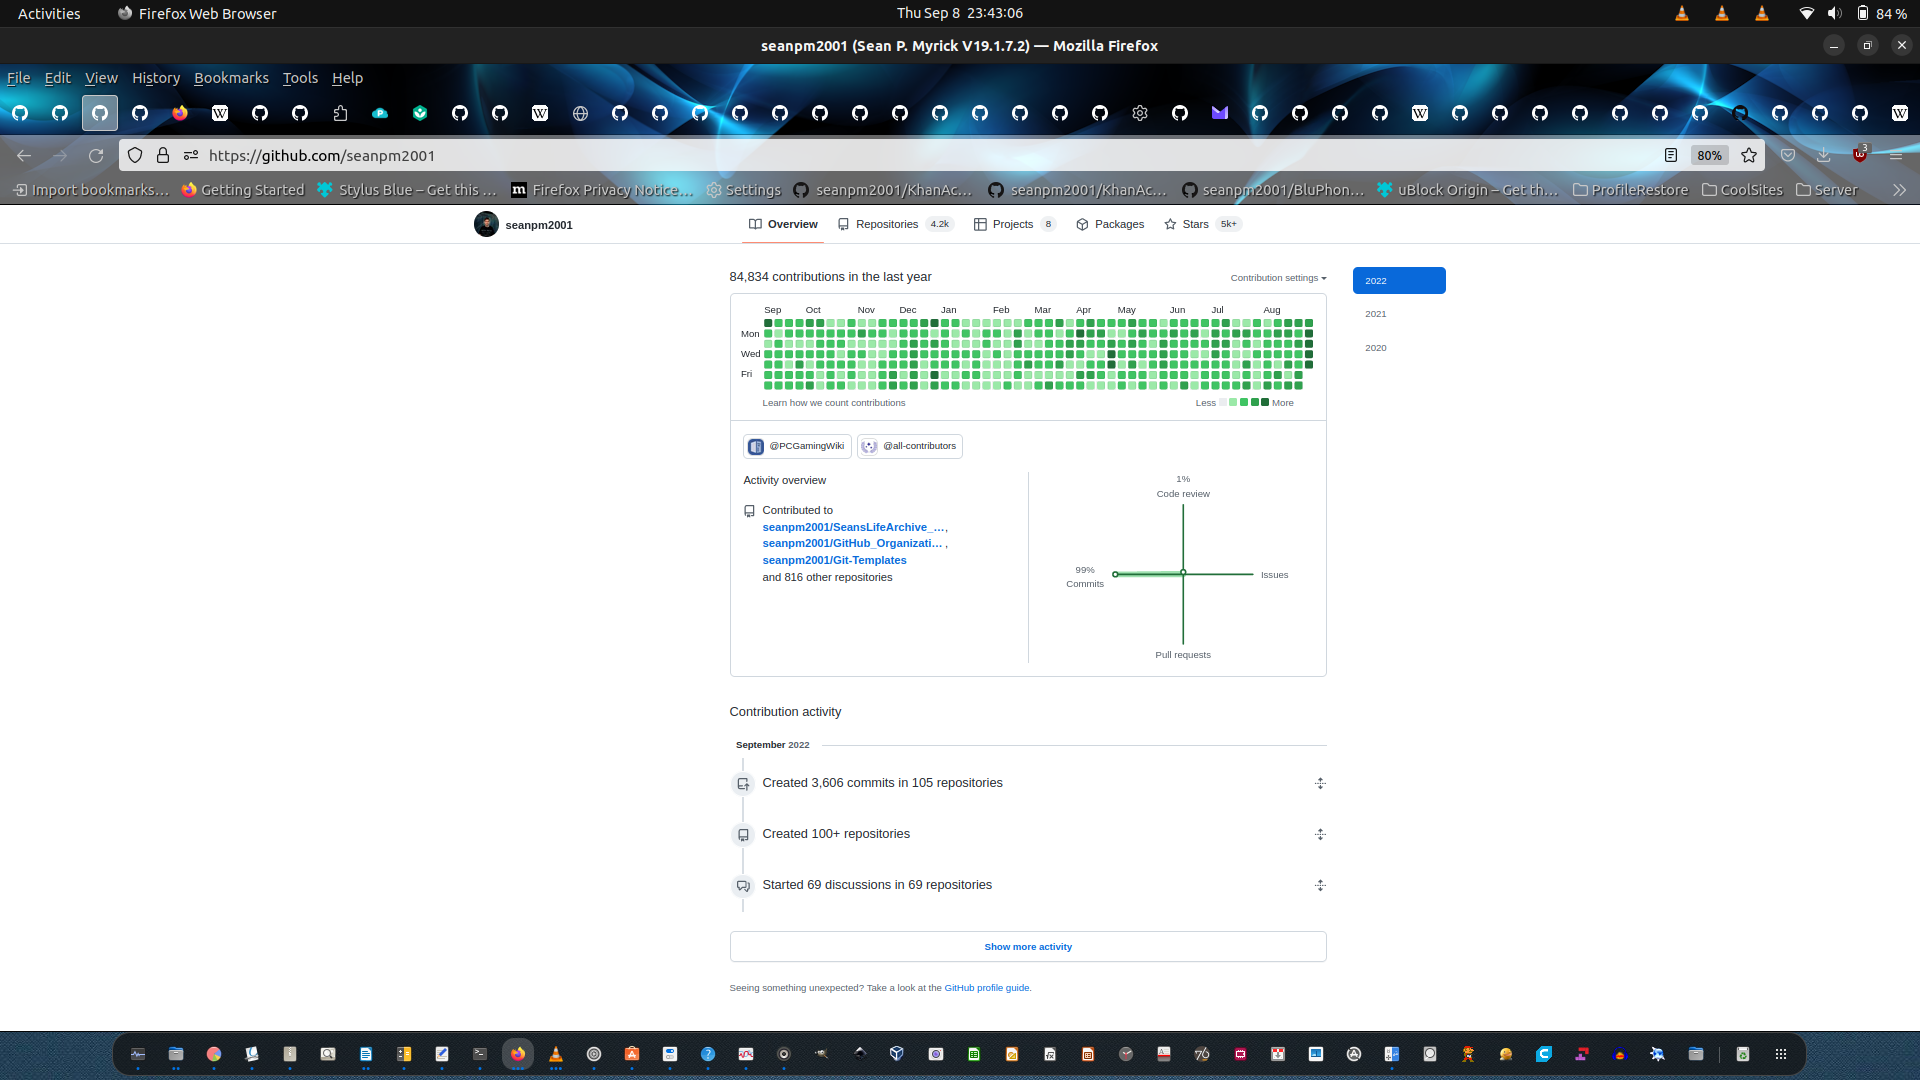 Activities Firefox Web Browser Thu Sep 8 23:43:06 84 %
seanpm2001 (Sean P. Myrick V19.1.7.2) — Mozilla Firefox
File Edit View History Bookmarks Tools Help
https://github.com/seanpm2001 80% 3
Import bookmarks… Getting Started Stylus Blue – Get this … Firefox Privacy Notice… Settings seanpm2001/KhanAc… seanpm2001/KhanAc… seanpm2001/BluPhon… uBlock Origin – Get th… ProfileRestore CoolSites Server
seanpm2001 Overview Repositories 4.2k Projects 8 Packages Stars 5k+
84,834 contributions in the last year Contribution settings
2022
2021
2020
Sep Oct Nov Dec Jan Feb Mar Apr May Jun Jul Aug
Mon
Wed
Fri
Learn how we count contributions Less More
@PCGamingWiki @all-contributors
Activity overview
Contributed to
seanpm2001/SeansLifeArchive_…,
seanpm2001/GitHub_Organizati… ,
seanpm2001/Git-Templates
and 816 other repositories
1%
Code review
99%
Commits
Issues
Pull requests
Contribution activity
September 2022
Created 3,606 commits in 105 repositories
Created 100+ repositories
Started 69 discussions in 69 repositories
Show more activity
Seeing something unexpected? Take a look at the GitHub profile guide.